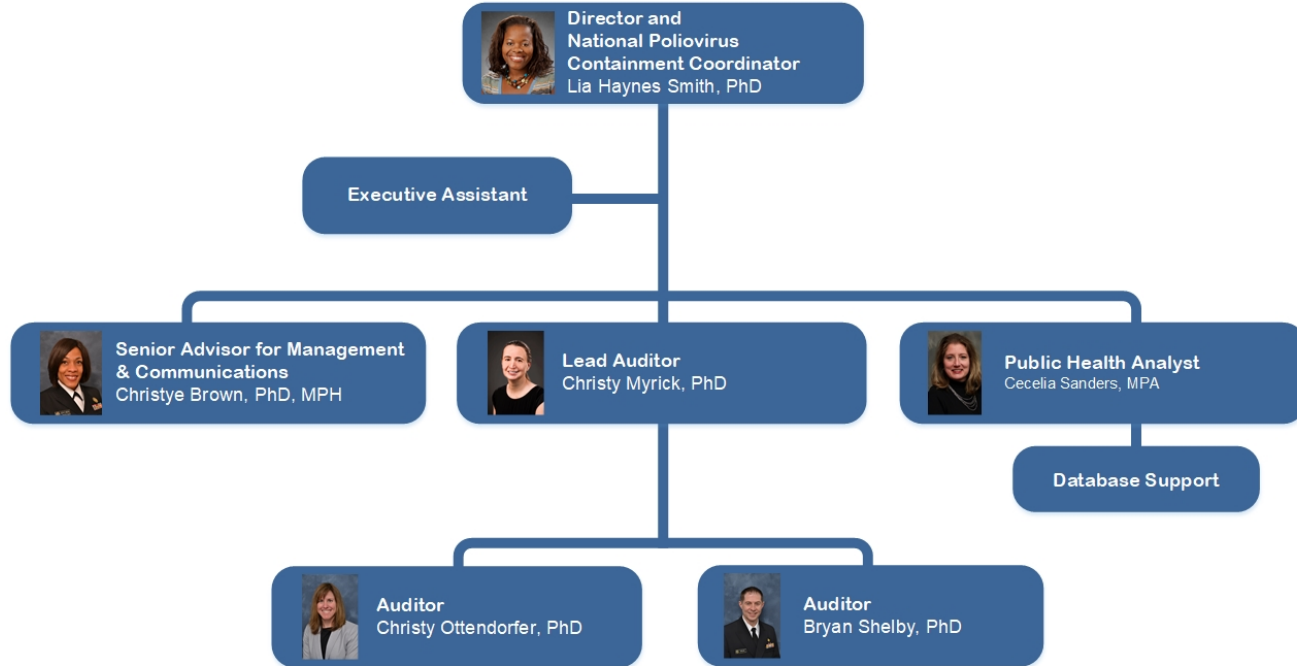 Director and
National Poliovirus
Containment Coordinator
Lia Haynes Smith, PhD
Executive Assistant
Senior Advisor for Management
& Communications
Christye Brown, PhD, MPH
Lead Auditor
Christy Myrick, PhD
Public Health Analyst
Cecelia Sanders, MPA
Database Support
Auditor
Christy Ottendorfer, PhD
Auditor
Bryan Shelby, PhD